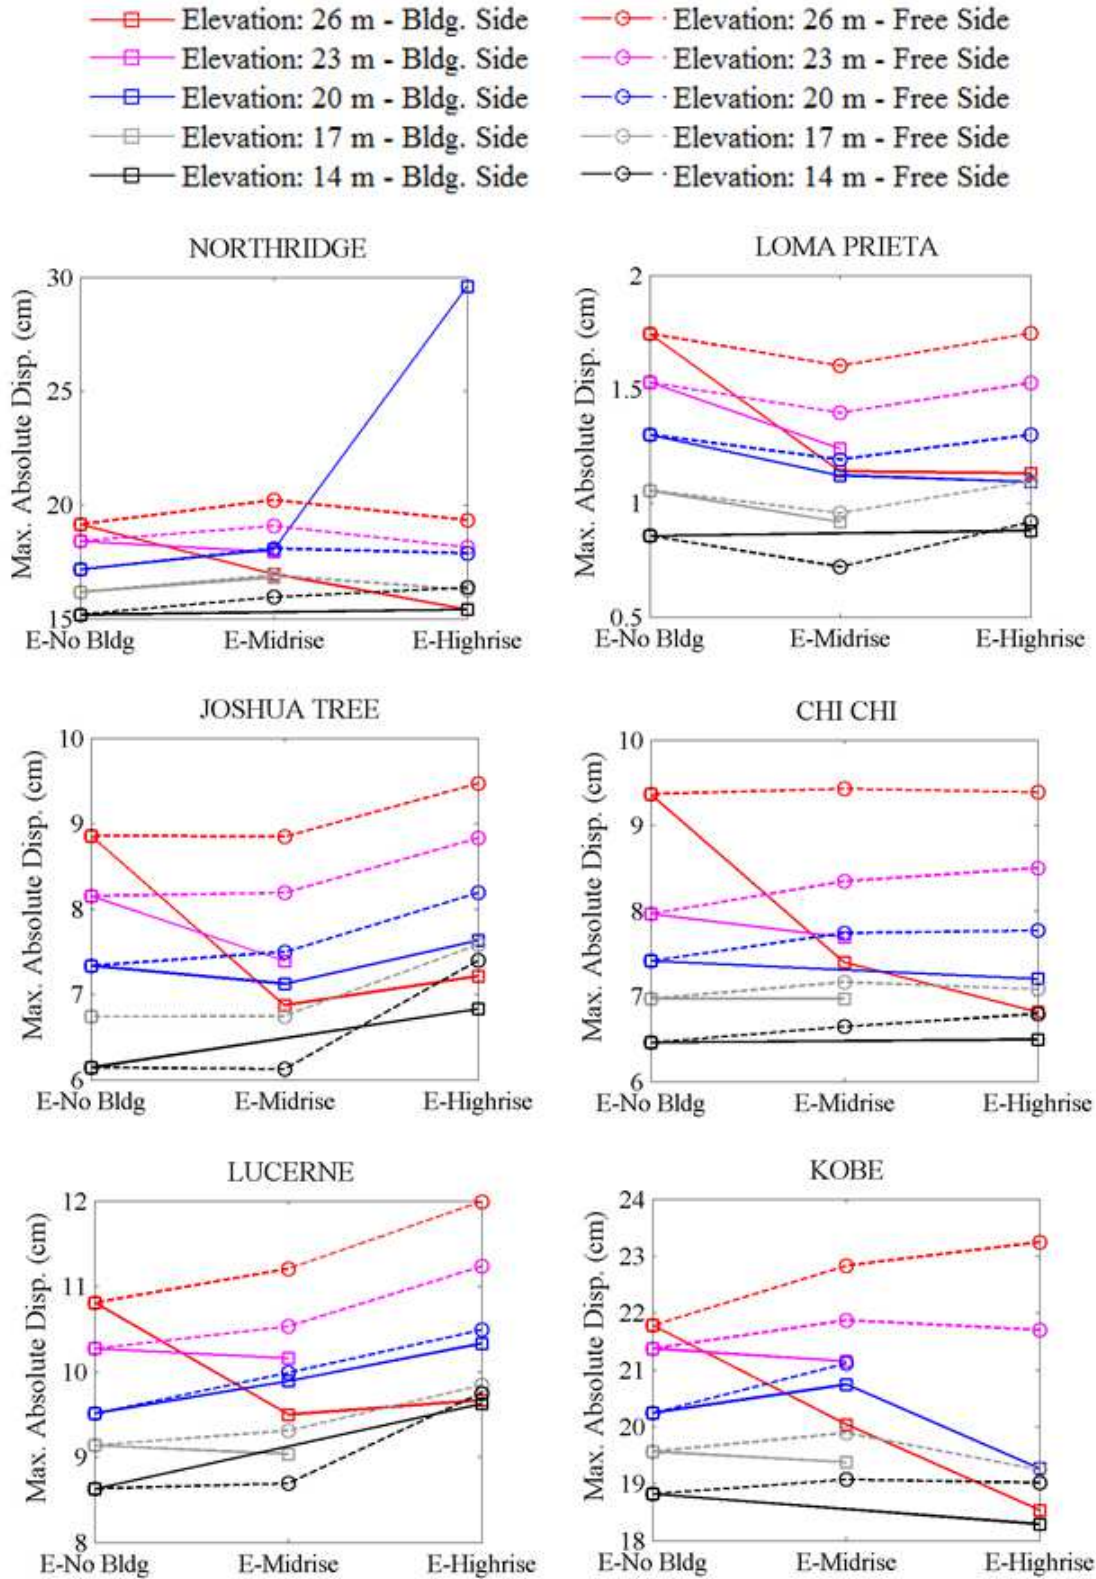 Elevation: 26 m - Bldg. Side
Elevation: 26 m - Free Side
Elevation: 23 m - Bldg. Side
Elevation: 23 m - Free Side
Elevation: 20 m - Bldg. Side
Elevation: 20 m - Free Side
Elevation: 17 m - Bldg. Side
Elevation: 17 m - Free Side
Elevation: 14 m - Bldg. Side
Elevation: 14 m - Free Side
NORTHRIDGE
Max. Absolute Disp. (cm)
30
25
20
15
E-No Bldg E-Midrise E-Highrise
LOMA PRIETA
Max. Absolute Disp. (cm)
2
1.5
1
0.5
E-No Bldg E-Midrise E-Highrise
JOSHUA TREE
Max. Absolute Disp. (cm)
10
9
8
7
6
E-No Bldg E-Midrise E-Highrise
CHI CHI
Max. Absolute Disp. (cm)
10
9
8
7
6
E-No Bldg E-Midrise E-Highrise
LUCERNE
Max. Absolute Disp. (cm)
12
11
10
9
8
E-No Bldg E-Midrise E-Highrise
KOBE
Max. Absolute Disp. (cm)
24
23
22
21
20
19
18
E-No Bldg E-Midrise E-Highrise